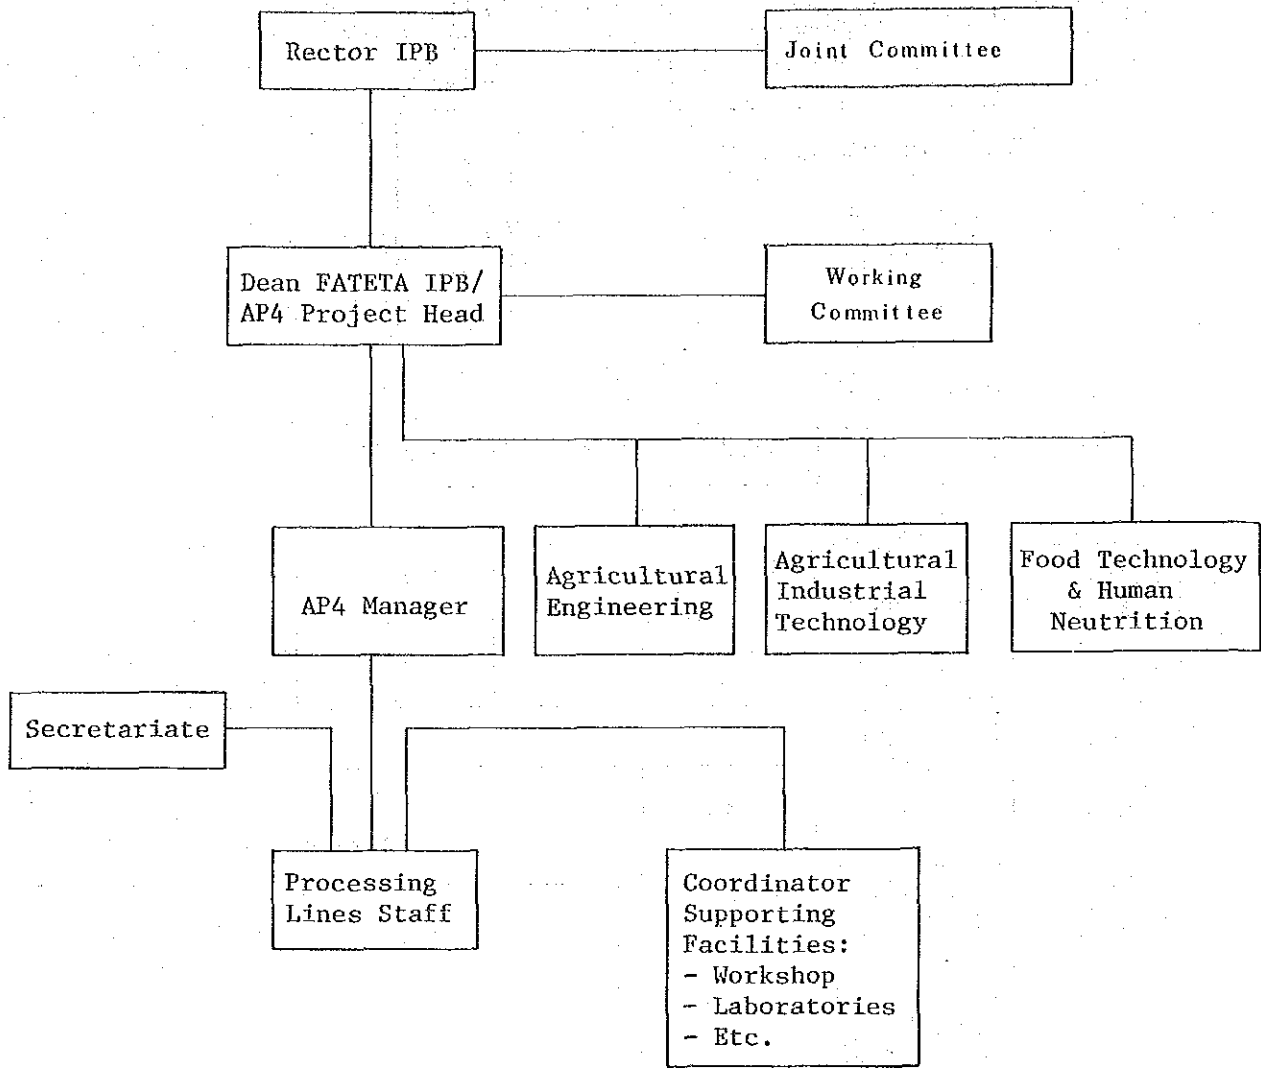 Rector IPB
Joint Committee
Dean FATETA IPB/
AP4 Project Head
Working
Committee
AP4 Manager
Agricultural
Engineering
Agricultural
Industrial
Technology
Food Technology
& Human
Neutrition
Secretariate
Processing
Lines Staff
Coordinator
Supporting
Facilities:
- Workshop
- Laboratories
- Etc.